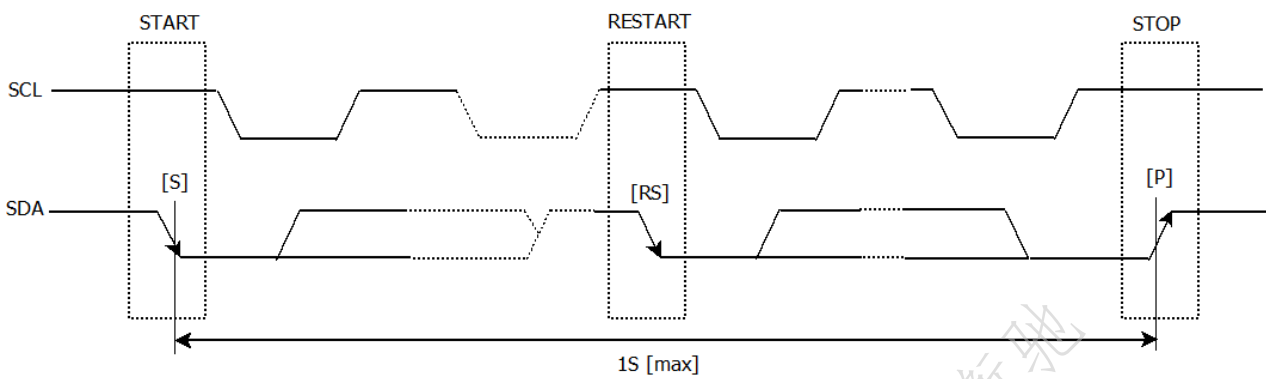 START RESTART STOP
SCL
[S] [RS] [P]
SDA
1S [max]